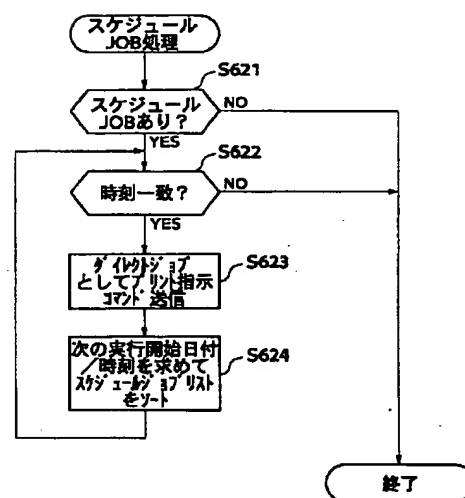 スケジュール
JOB処理
S621
スケジュール
JOBあり?
NO
YES
S622
時刻一致?
NO
YES
ダイレクトジョブ
としてプリント指示
コマンド送信
S623
次の実行開始日付
/時刻を求めて
スケジュールジョブリスト
をソート
S624
終了